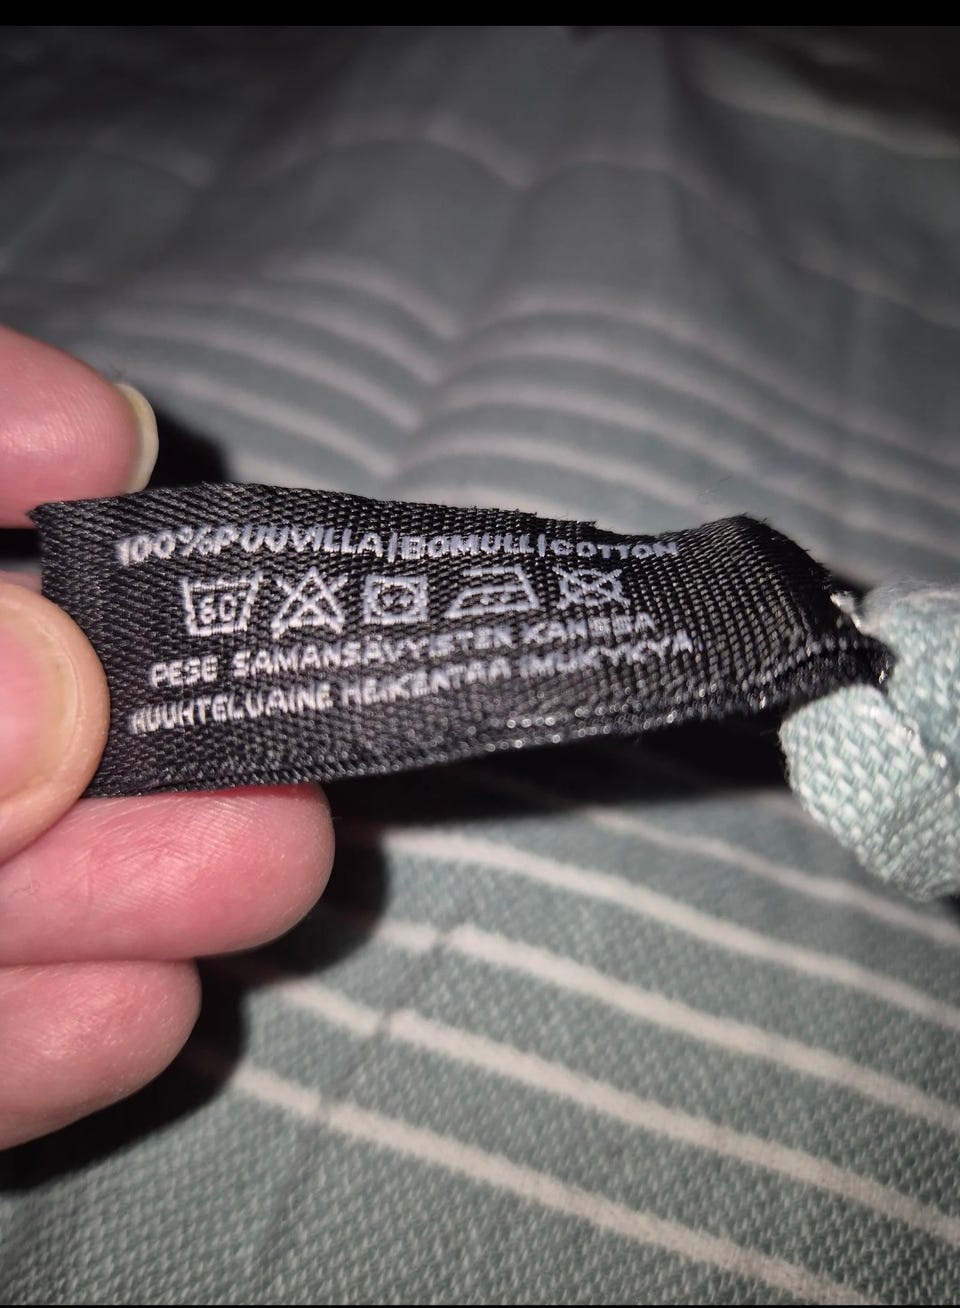 100%PUUVILLA|BOMULL|COTTON
60
PESE SAMANSÄVYISTEN KANSSA
HUUHTELUAINE HEIKENTÄÄ IMUKYKYÄ